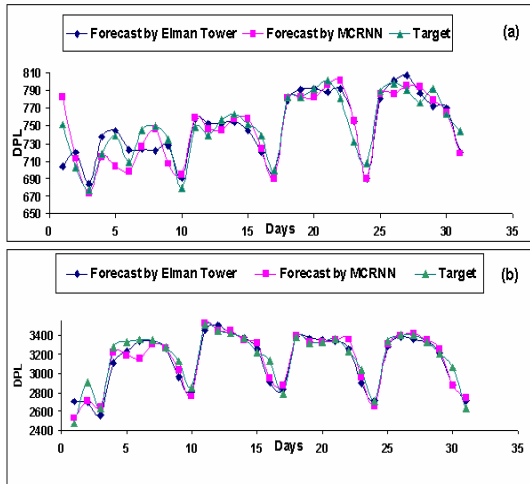 (a)
Forecast by Elman Tower Forecast by MCRNN Target
DPL
810
790
770
750
730
710
690
670
650
0 5 10 15 20 25 30 35
Days
(b)
Forecast by Elman Tower Forecast by MCRNN Target
DPL
3400
3200
3000
2800
2600
2400
0 5 10 15 20 25 30 35
Days